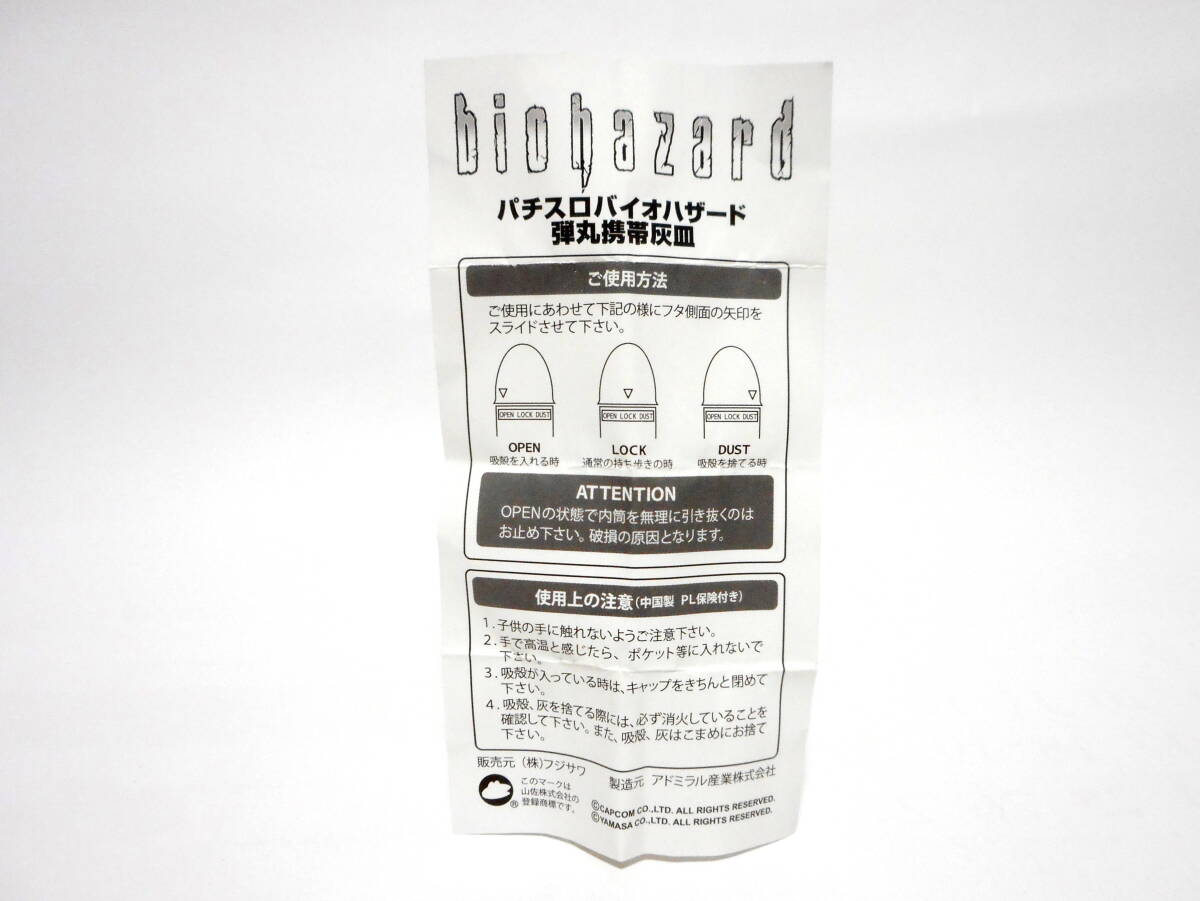 biohazard
パチスロバイオハザード
弾丸携帯灰皿
ご使用方法
ご使用にあわせて下記の様にフタ側面の矢印を
スライドさせて下さい。
OPEN LOCK DUST
OPEN LOCK DUST
OPEN LOCK DUST
OPEN
吸殻を入れる時
LOCK
通常の持ち歩きの時
DUST
吸殻を捨てる時
ATTENTION
OPENの状態で内筒を無理に引き抜くのは
お止め下さい。破損の原因となります。
使用上の注意(中国製 PL保険付き)
1. 子供の手に触れないようご注意下さい。
2. 手で高温と感じたら、ポケット等に入れないで
下さい。
3. 吸殻が入っている時は、キャップをきちんと閉めて
下さい。
4. 吸殻、灰を捨てる際には、必ず消火していることを
確認して下さい。また、吸殻、灰はこまめにお捨て
下さい。
販売元 (株)フジサワ
製造元 アドミラル産業株式会社
このマークは
山佐株式会社の
登録商標です。
®
©CAPCOM CO.,LTD. ALL RIGHTS RESERVED.
©YAMASA CO.,LTD. ALL RIGHTS RESERVED.